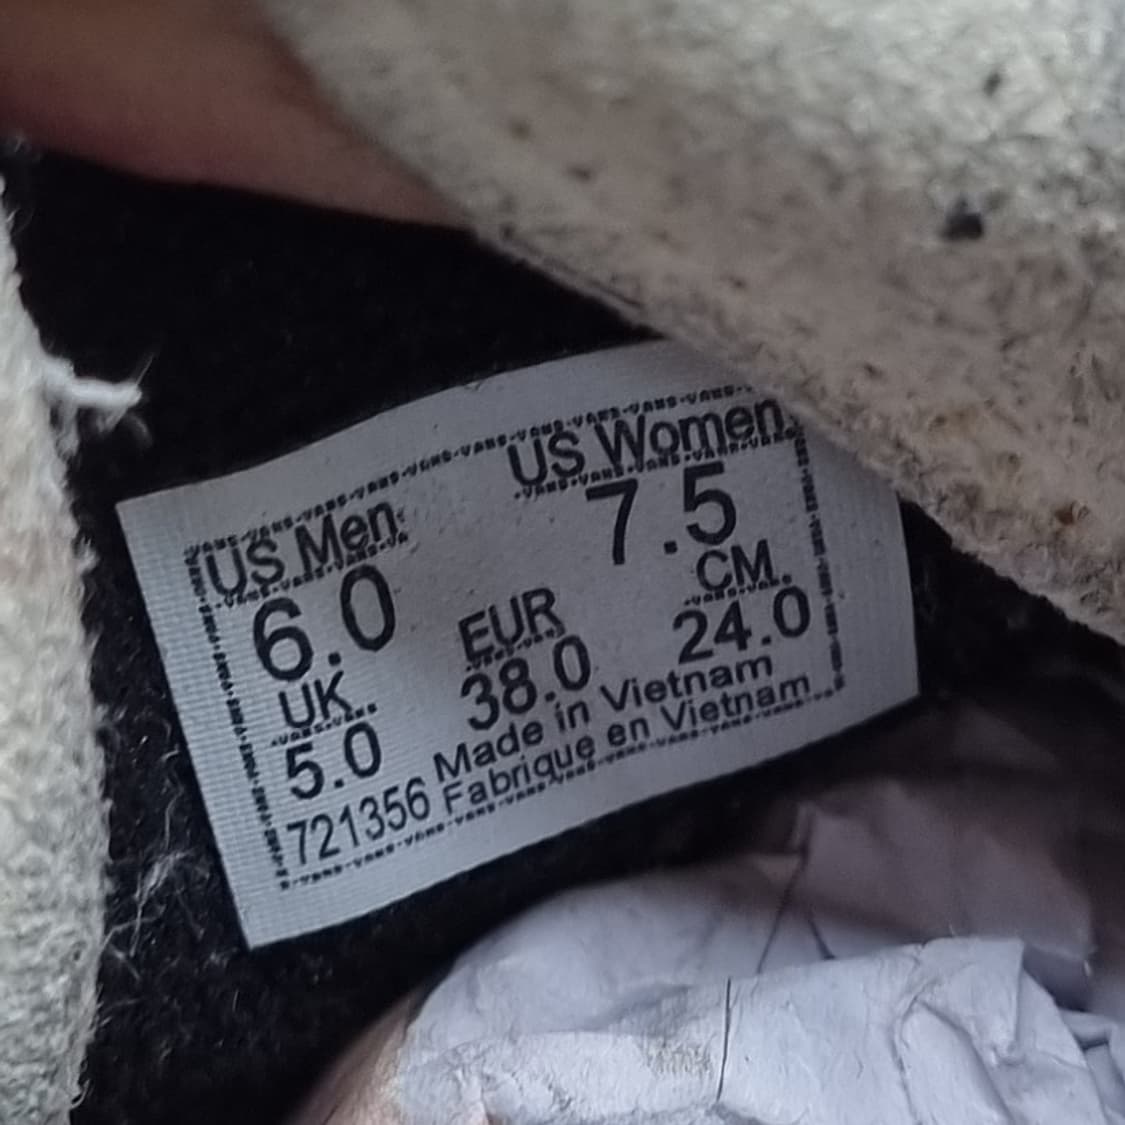 US Men
US Women
6.0
7.5
UK
EUR
CM
5.0
38.0
24.0
Made in Vietnam
721356 Fabrique en Vietnam